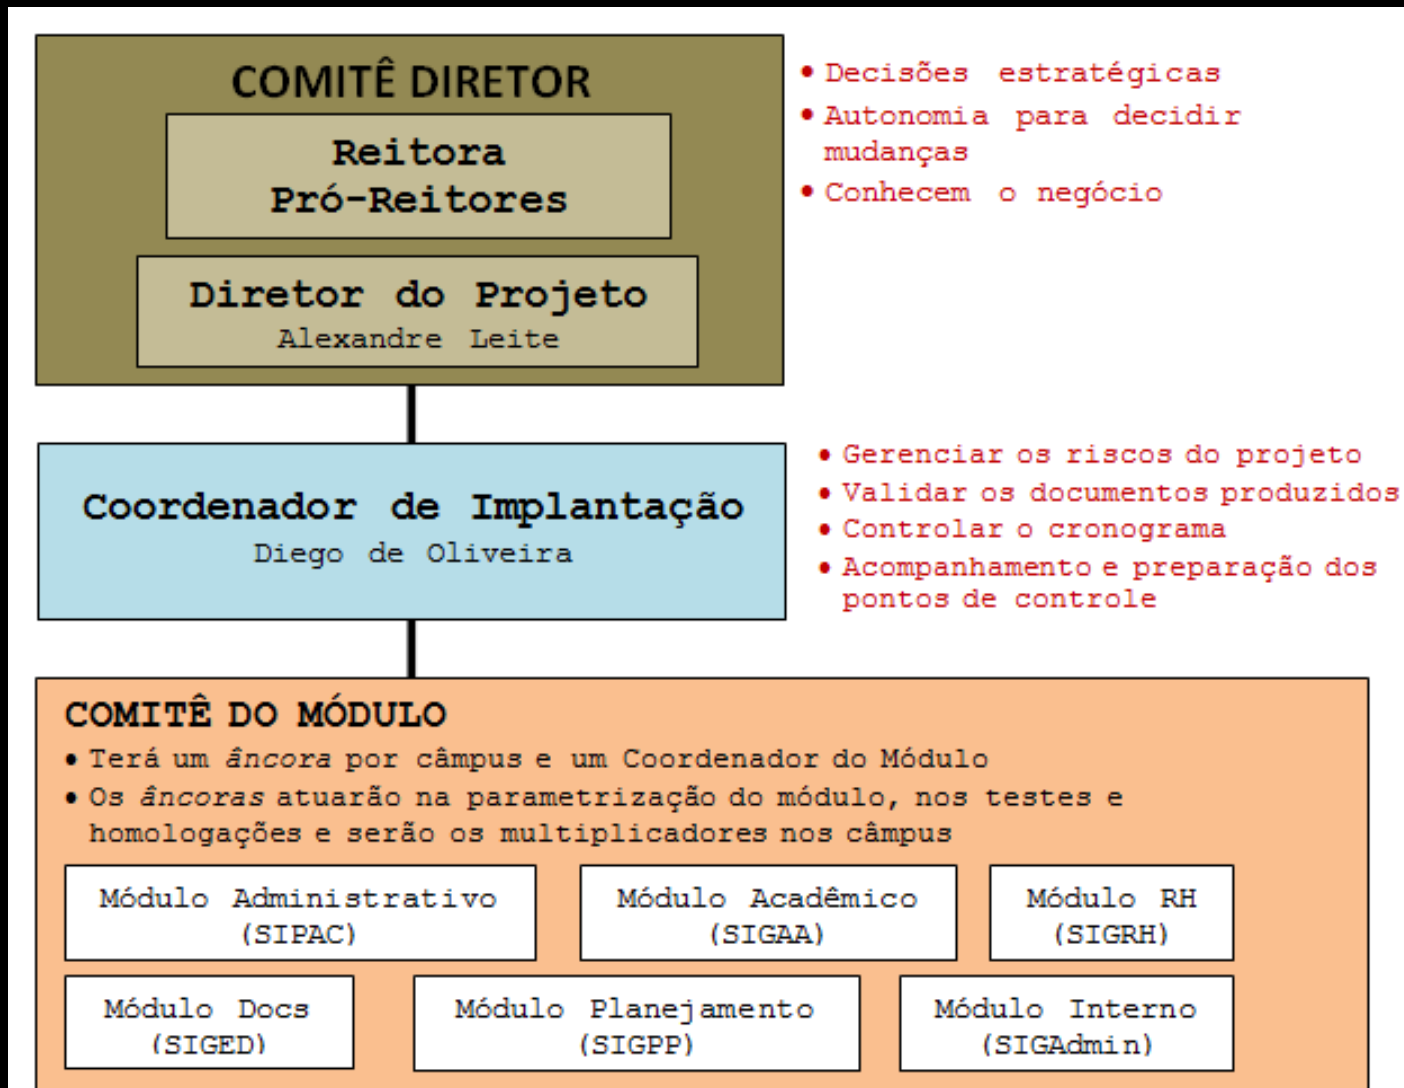 COMITÊ DIRETOR
Reitora
Pró-Reitores
Diretor do Projeto
Alexandre Leite
• Decisões estratégicas
• Autonomia para decidir
mudanças
• Conhecem o negócio
Coordenador de Implantação
Diego de Oliveira
• Gerenciar os riscos do projeto
• Validar os documentos produzidos
• Controlar o cronograma
• Acompanhamento e preparação dos
pontos de controle
COMITÊ DO MÓDULO
• Terá um âncora por câmpus e um Coordenador do Módulo
• Os âncoras atuarão na parametrização do módulo, nos testes e
homologações e serão os multiplicadores nos câmpus
Módulo Administrativo
(SIPAC)
Módulo Acadêmico
(SIGAA)
Módulo RH
(SIGRH)
Módulo Docs
(SIGED)
Módulo Planejamento
(SIGPP)
Módulo Interno
(SIGAdmin)